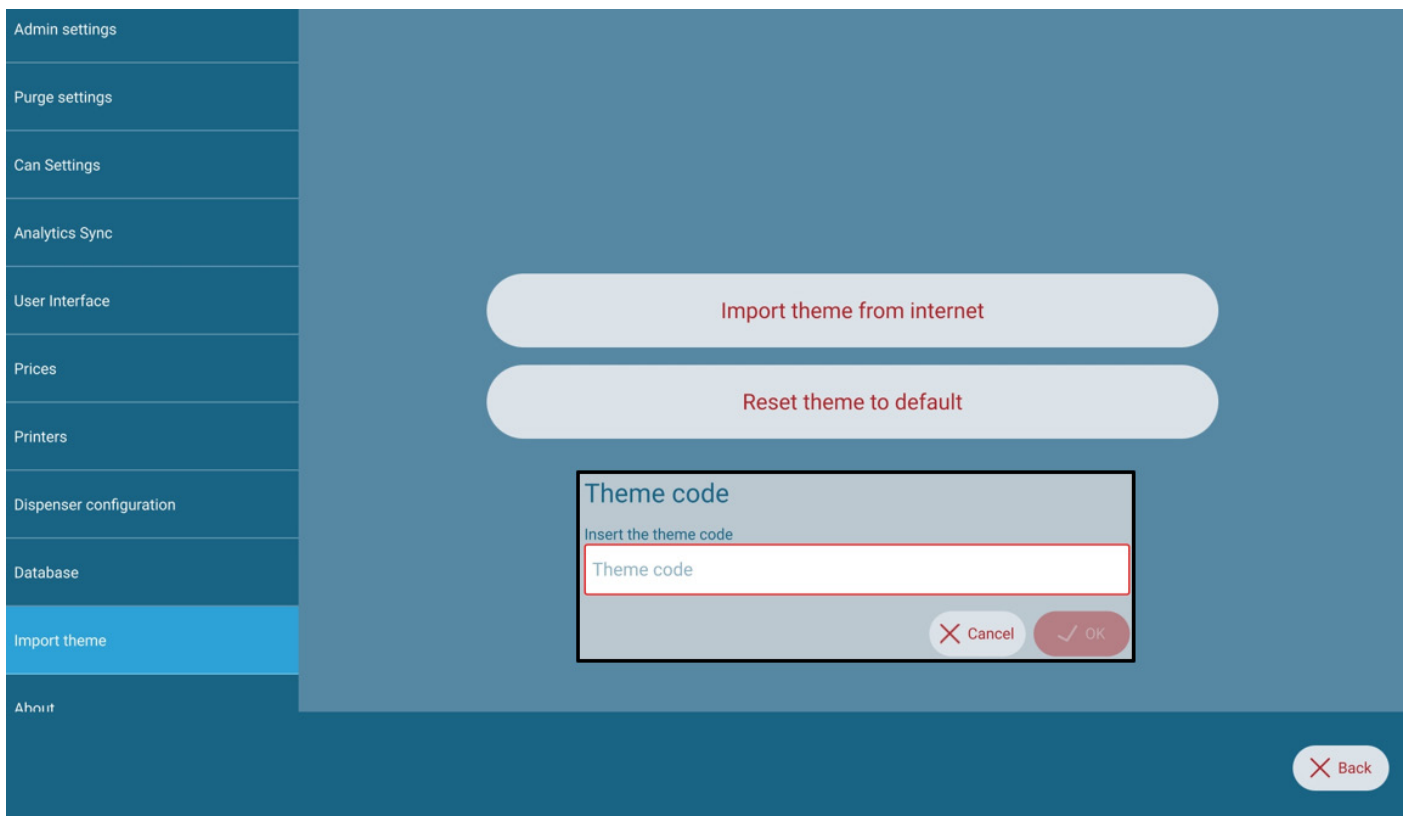 Admin settings
Purge settings
Can Settings
Analytics Sync
User Interface
Prices
Printers
Dispenser configuration
Database
Import theme
About
Import theme from internet
Reset theme to default
Theme code
Insert the theme code
Theme code
Cancel
OK
Back